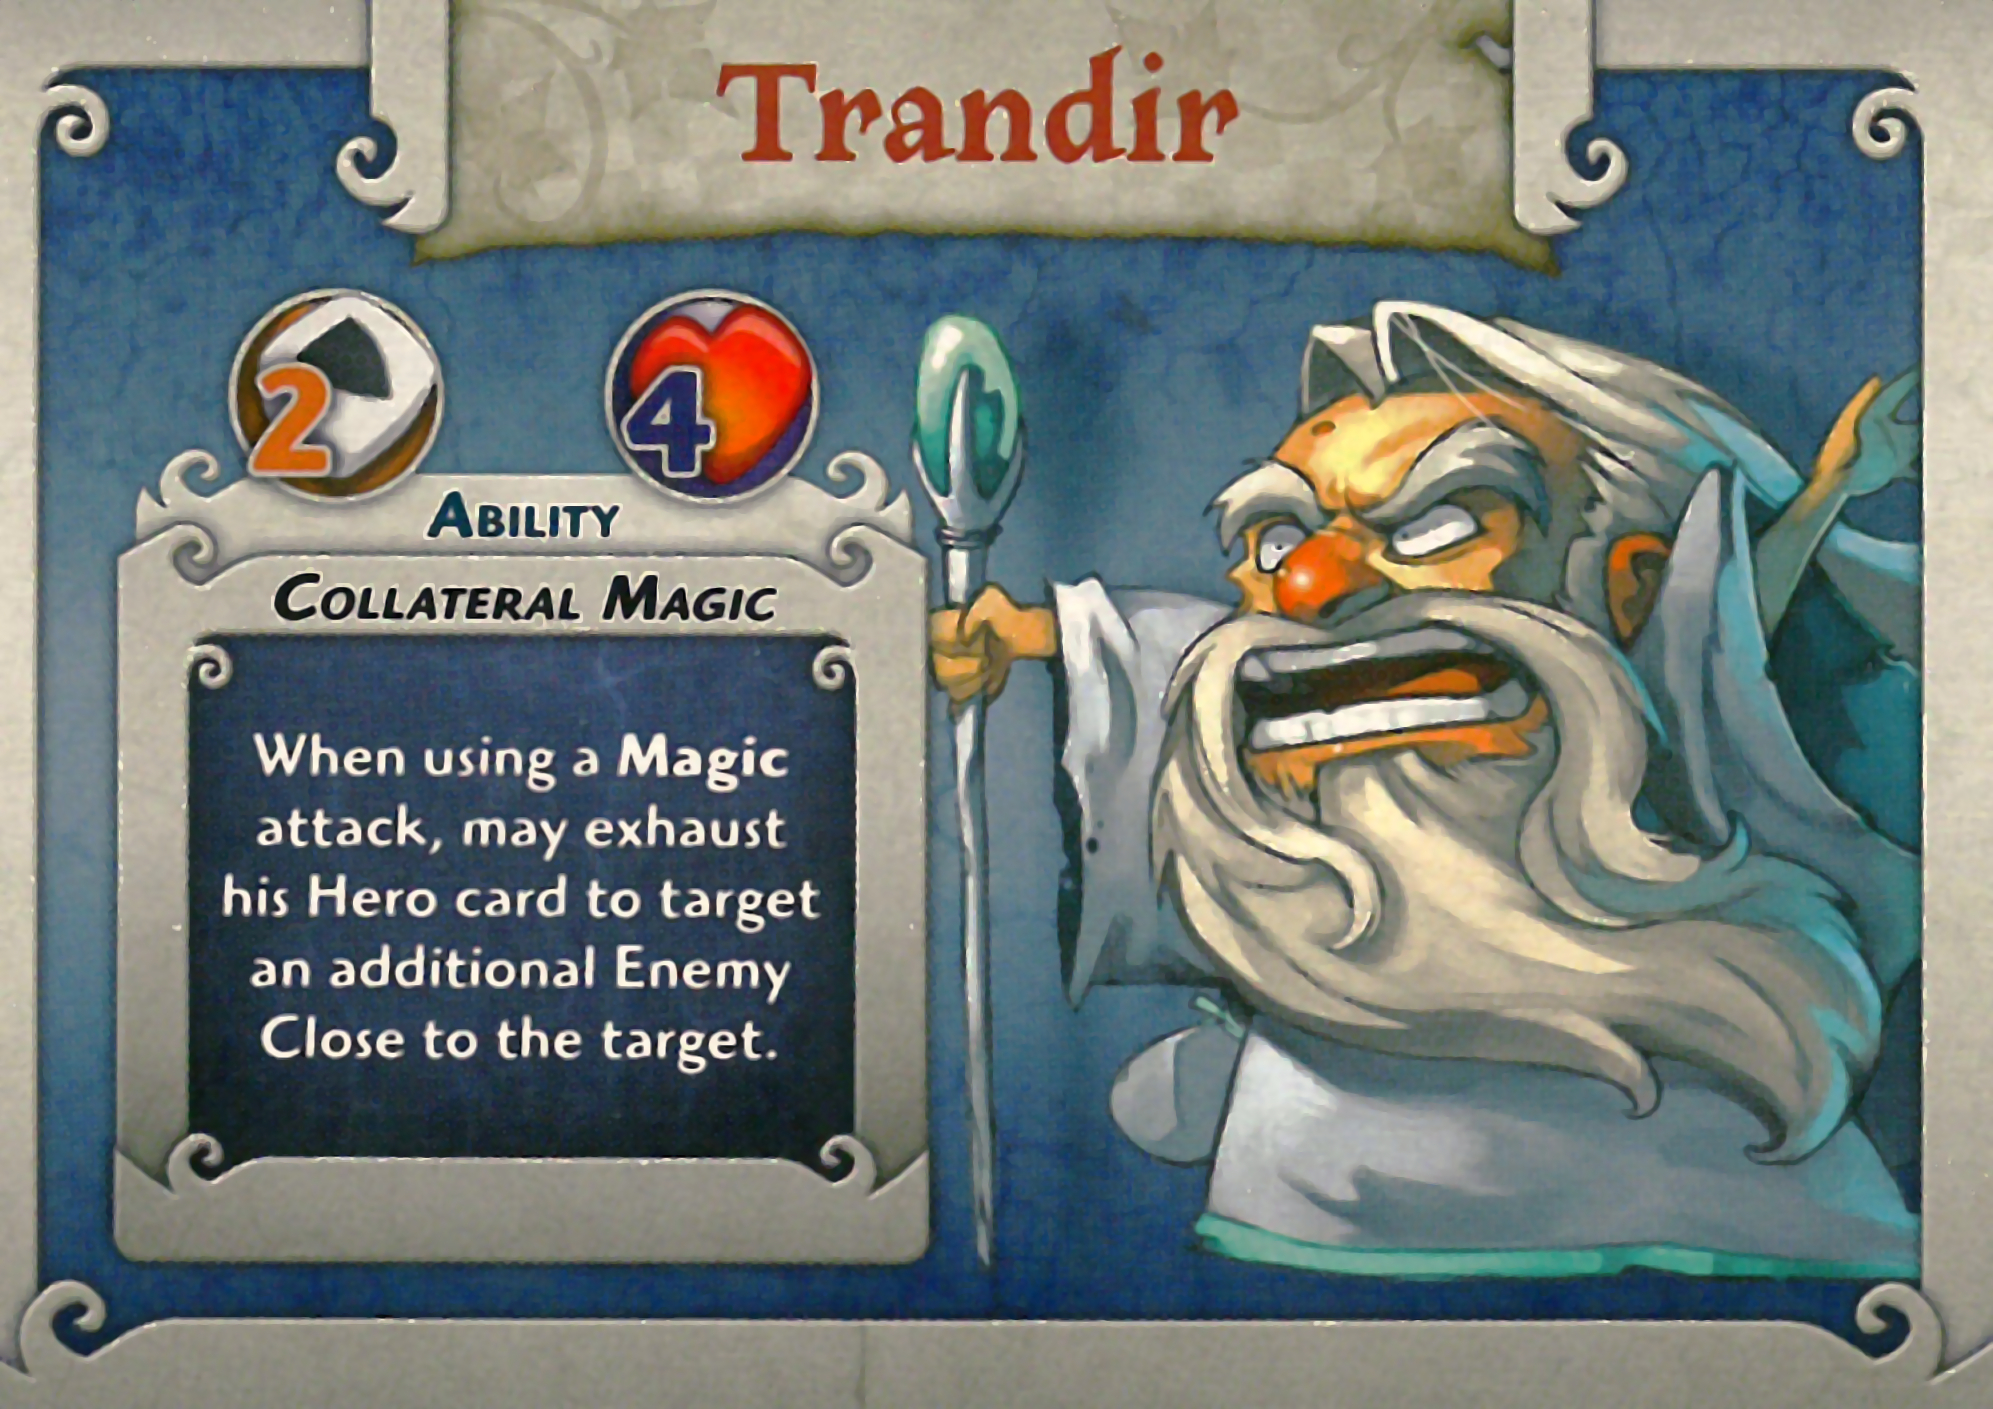 Trandir
2
4
Ability
Collateral Magic
When using a Magic
attack, may exhaust
his Hero card to target
an additional Enemy
Close to the target.